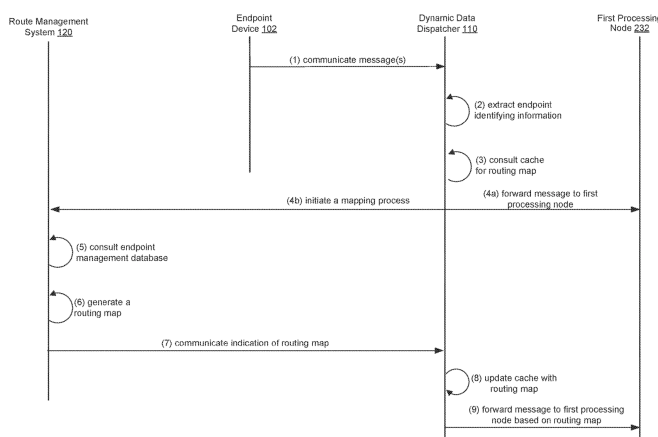 Route Management
System 120
Endpoint
Device 102
Dynamic Data
Dispatcher 110
First Processing
Node 232
(1) communicate message(s)
(2) extract endpoint
identifying information
(3) consult cache
for routing map
(4b) initiate a mapping process
(4a) forward message to first
processing node
(5) consult endpoint
management database
(6) generate a
routing map
(7) communicate indication of routing map
(8) update cache with
routing map
(9) forward message to first processing
node based on routing map